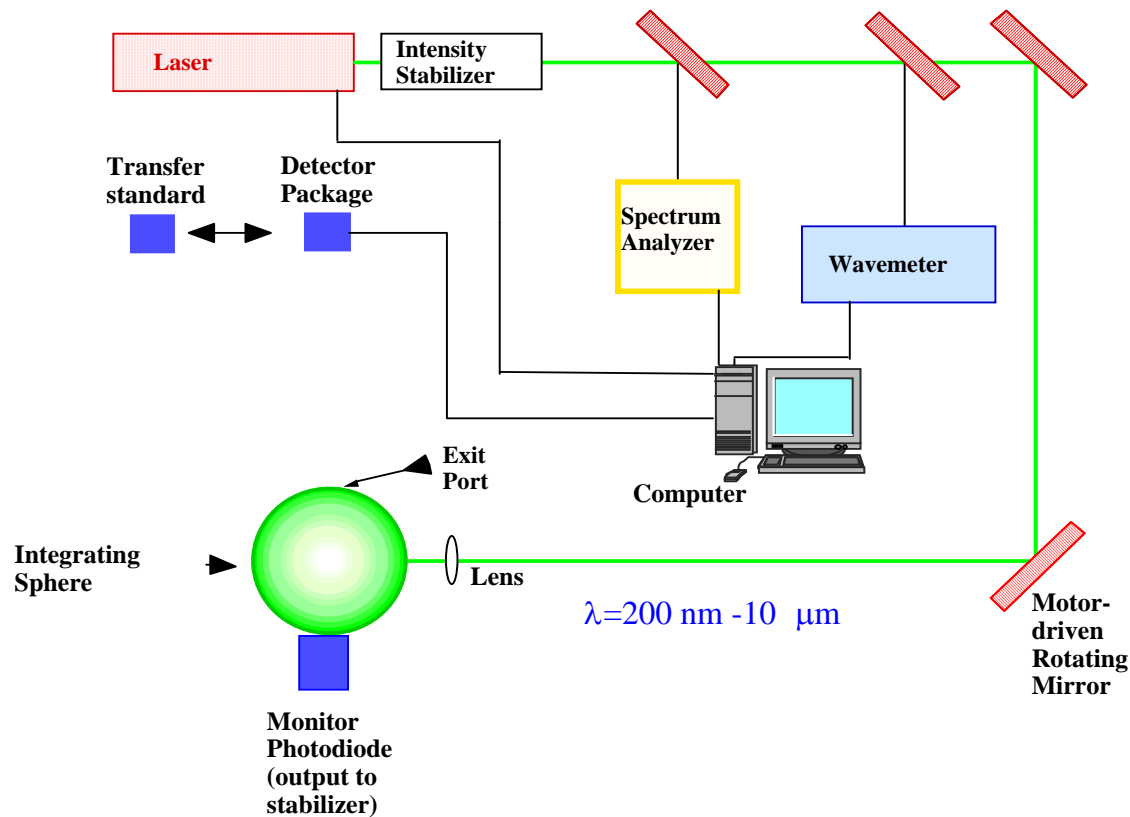 Laser
Intensity
Stabilizer
Transfer
standard
Detector
Package
Spectrum
Analyzer
Wavemeter
Exit
Port
Computer
Integrating
Sphere
Lens
λ=200 nm -10 μm
Motor-
driven
Rotating
Mirror
Monitor
Photodiode
(output to
stabilizer)